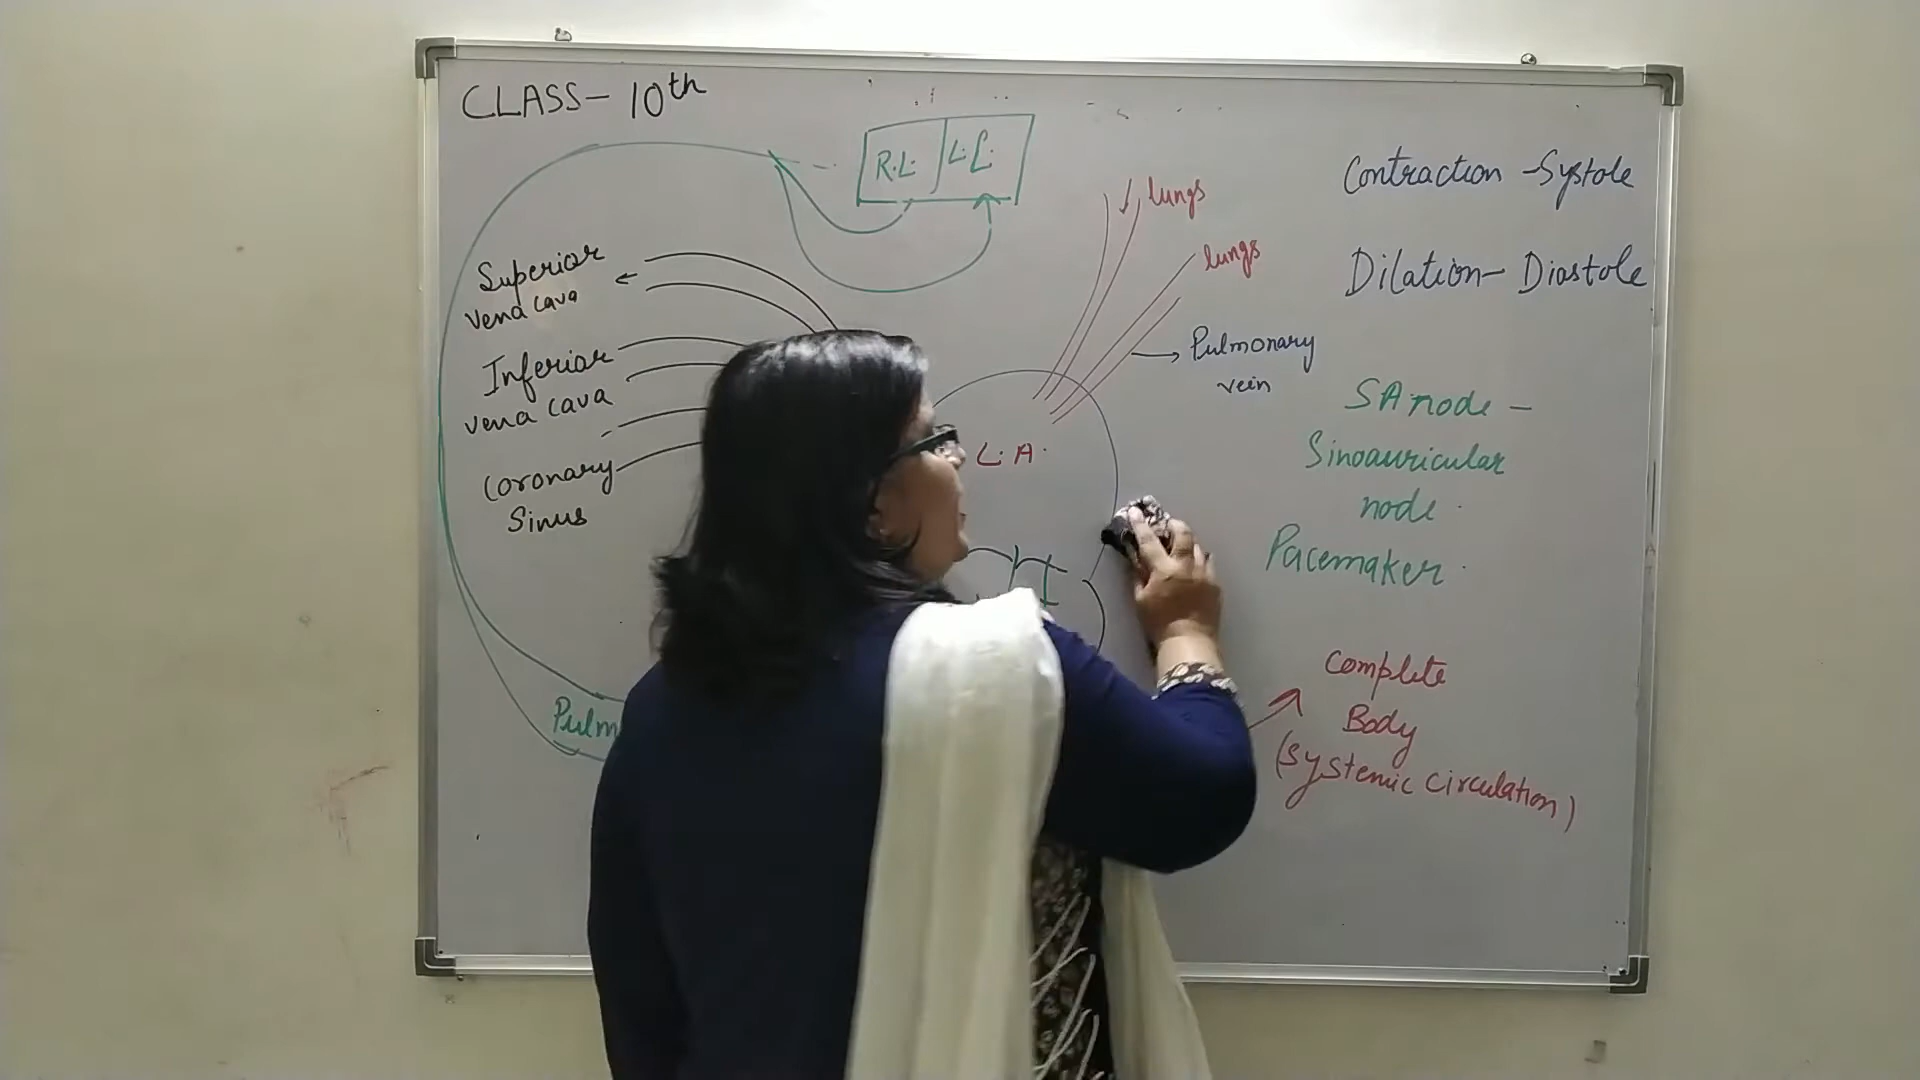 CLASS- 10th
R.L. L.L.
Contraction - Systole
lungs
lungs
Superior
vena cava
Dilation- Diastole
Pulmonary
vein
Inferior
vena cava
SA node -
Sinoauricular
node.
L.A.
Coronary
Sinus
Pacemaker.
Complete
Body
(Systemic circulation)
Pulm